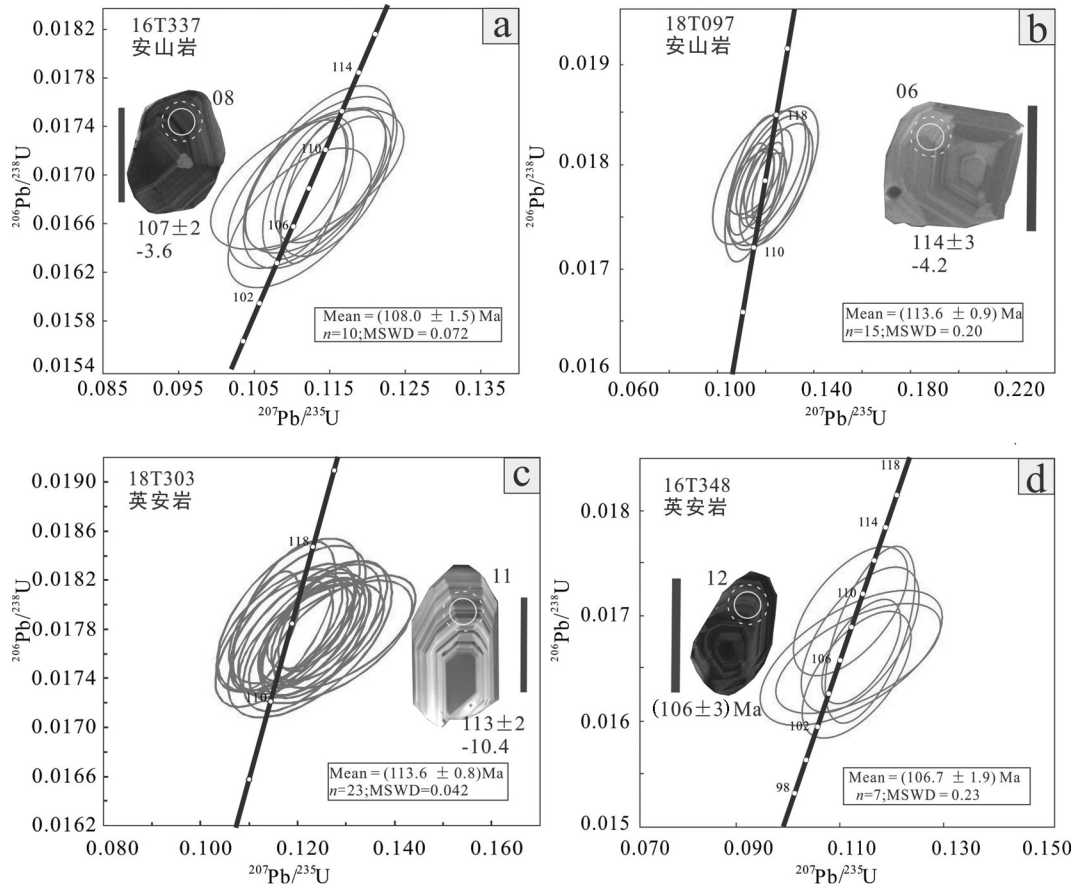 a
16T337
安山岩
0.0182
0.0178
0.0174
0.0170
0.0166
0.0162
0.0158
0.0154
²⁰⁶Pb/²³⁸U
114
110
106
102
08
107±2
-3.6
Mean=(108.0 ± 1.5) Ma
n=10;MSWD=0.072
0.085
0.095
0.105
0.115
0.125
0.135
²⁰⁷Pb/²³⁵U
b
18T097
安山岩
0.019
0.018
0.017
0.016
²⁰⁶Pb/²³⁸U
118
110
06
114±3
-4.2
Mean=(113.6 ± 0.9) Ma
n=15;MSWD=0.20
0.060
0.100
0.140
0.180
0.220
²⁰⁷Pb/²³⁵U
c
18T303
英安岩
0.0190
0.0186
0.0182
0.0178
0.0174
0.0170
0.0166
0.0162
²⁰⁶Pb/²³⁸U
118
110
11
113±2
-10.4
Mean=(113.6 ± 0.8)Ma
n=23;MSWD=0.042
0.080
0.100
0.120
0.140
0.160
²⁰⁷Pb/²³⁵U
d
16T348
英安岩
0.018
0.017
0.016
0.015
²⁰⁶Pb/²³⁸U
118
114
110
106
102
98
12
(106±3)Ma
Mean=(106.7 ± 1.9) Ma
n=7;MSWD=0.23
0.070
0.090
0.110
0.130
0.150
²⁰⁷Pb/²³⁵U